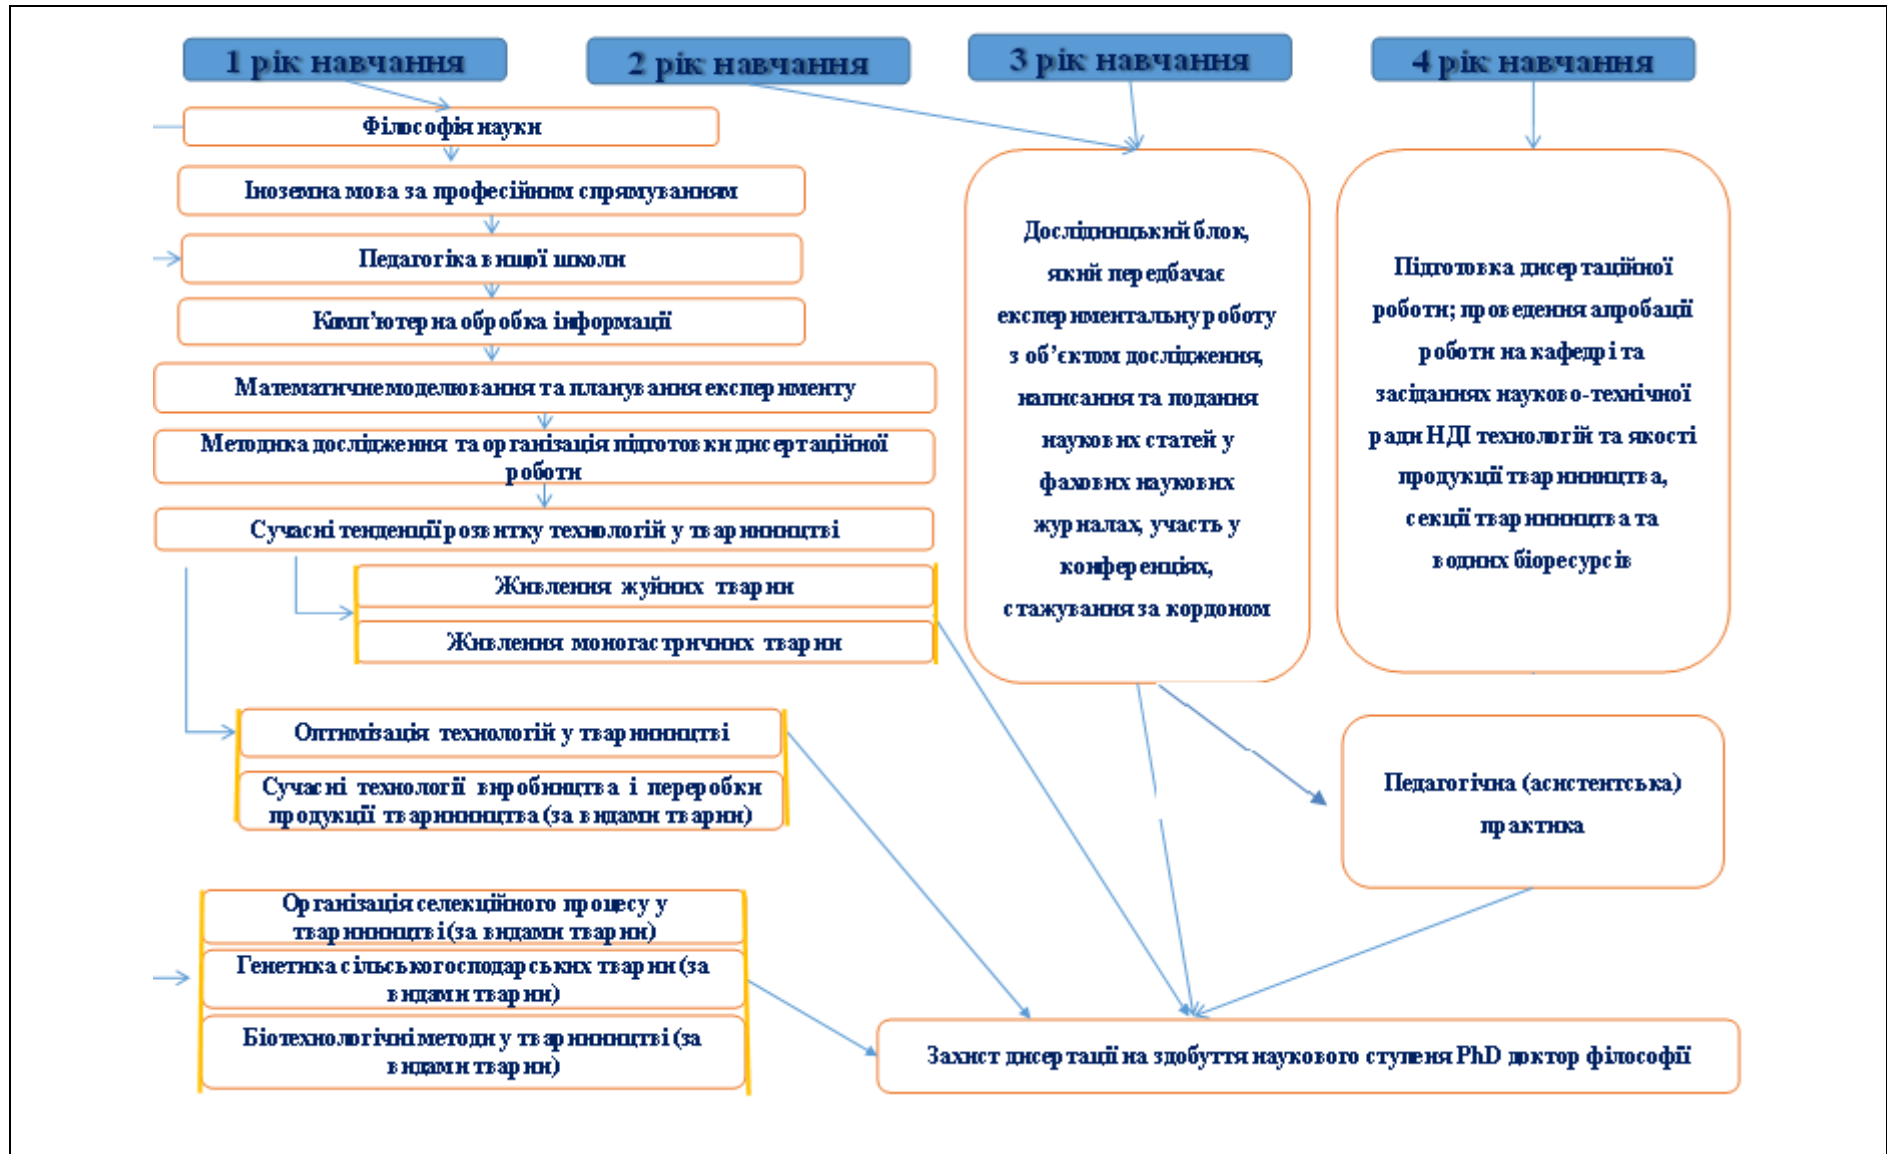 1 рік навчання
2 рік навчання
3 рік навчання
4 рік навчання
Філософія науки
Іноземна мова за професійним спрямуванням
Педагогіка вищої школи
Комп’ютерна обробка інформації
Математичне моделювання та планування експерименту
Методика дослідження та організація підготовки дисертаційної
роботи
Сучасні тенденції розвитку технологій у тваринництві
Живлення жуйних тварин
Живлення моногастричних тварин
Оптимізація технологій у тваринництві
Сучасні технології виробництва і переробки
продукції тваринництва (за видами тварин)
Організація селекційного процесу у
тваринництві (за видами тварин)
Генетика сільськогосподарських тварин (за
видами тварин)
Біотехнологічні методи у тваринництві (за
видами тварин)
Дослідницький блок,
який передбачає
експериментальну роботу
з об’єктом дослідження,
написання та подання
наукових статей у
фахових наукових
журналах, участь у
конференціях,
стажування за кордоном
Підготовка дисертаційної
роботи; проведення апробації
роботи на кафедрі та
засіданнях науково-технічної
ради НДІ технологій та якості
продукції тваринництва,
секції тваринництва та
водних біоресурсів
Педагогічна (асистентська)
практика
Захист дисертації на здобуття наукового ступеня PhD доктор філософії